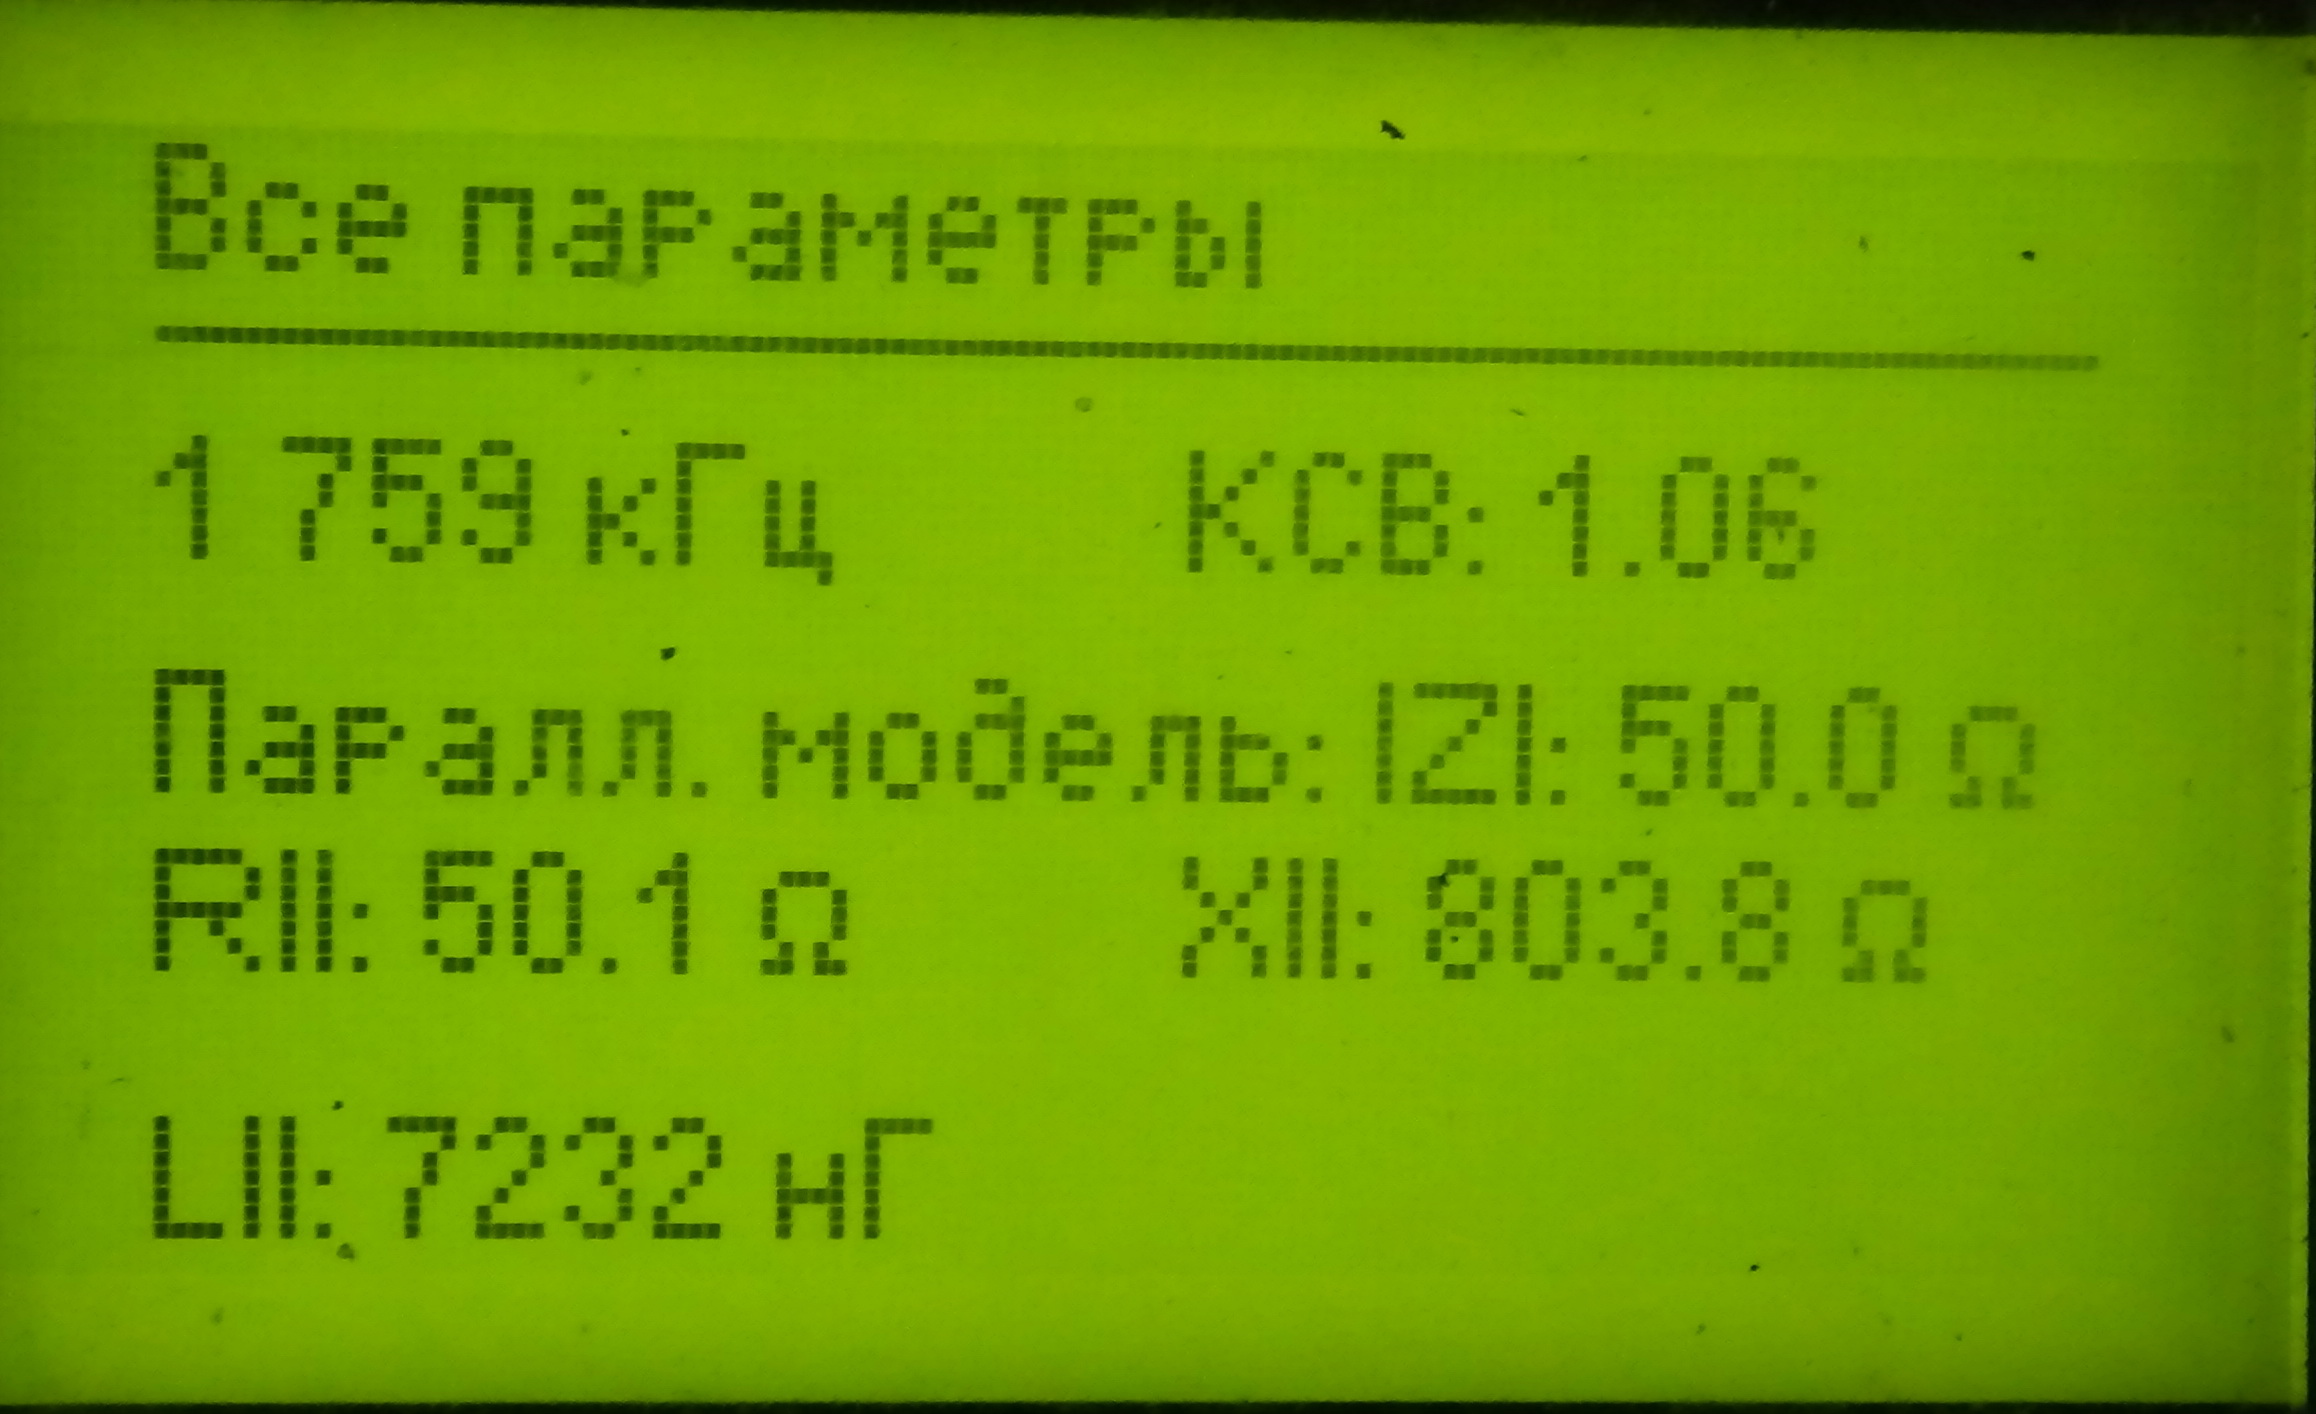 Все параметры
1 759 кГц КСВ: 1.06
Паралл. модель: |Z|: 50.0 Ω
R||: 50.1 Ω X||: 803.8 Ω
L||: 7232 нГ